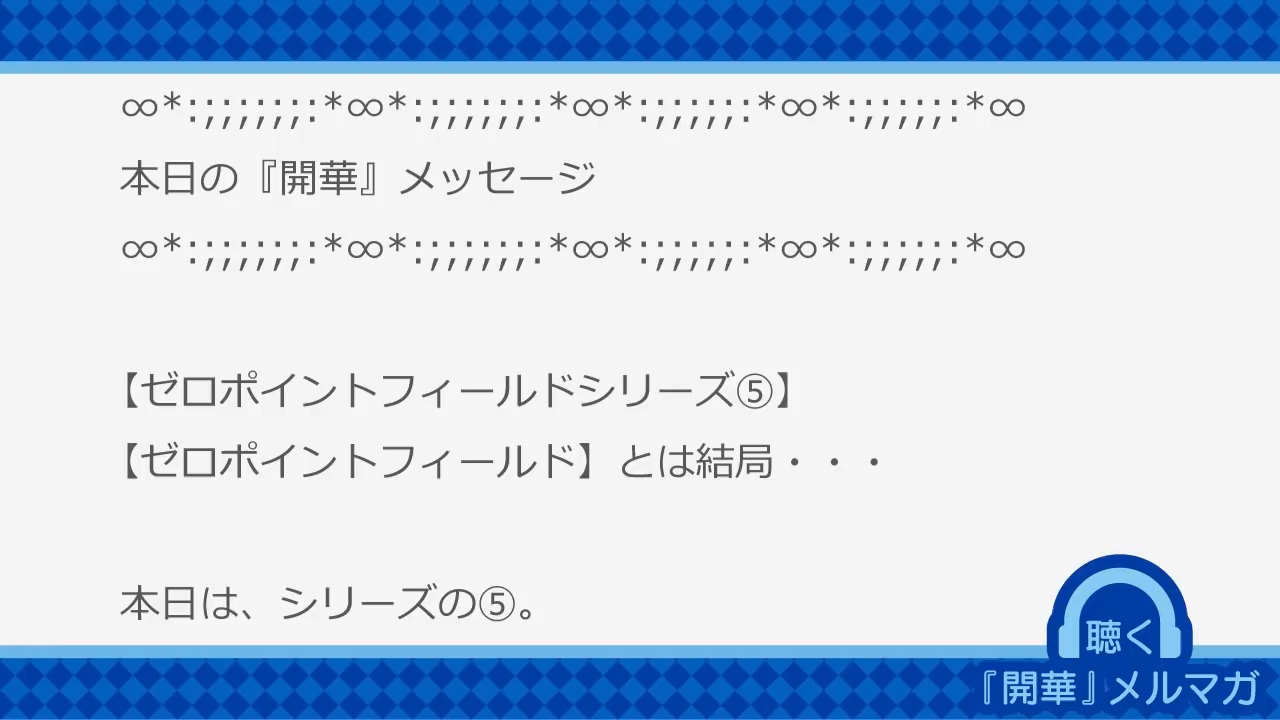 ∞*:;;;;;;:*∞*:;;;;;;:*∞*:;;;;;:*∞*:;;;;;:*∞
本日の『開華』メッセージ
∞*:;;;;;;:*∞*:;;;;;;:*∞*:;;;;;:*∞*:;;;;;:*∞
【ゼロポイントフィールドシリーズ⑤】
【ゼロポイントフィールド】とは結局・・・
本日は、シリーズの⑤。
聴く
『開華』メルマガ